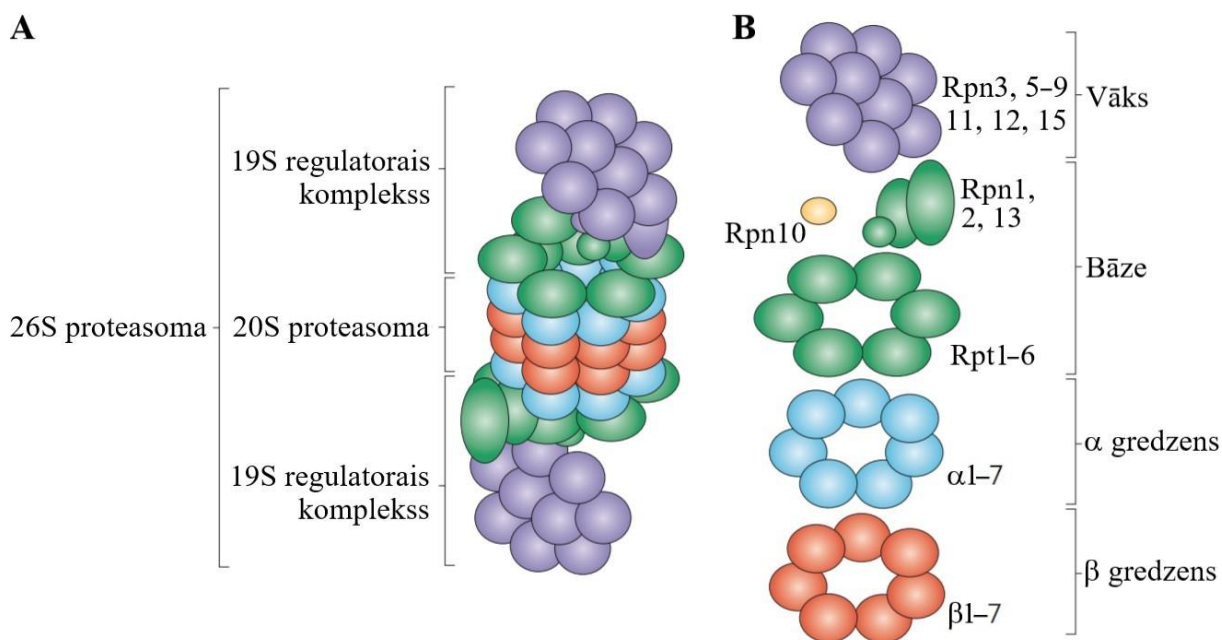 A
19S regulatorais
komplekss
26S proteasoma
20S proteasoma
19S regulatorais
komplekss
B
Rpn3, 5–9
11, 12, 15
Vāks
Rpn10
Rpn1,
2, 13
Bāze
Rpt1–6
α1–7
α gredzens
β1–7
β gredzens